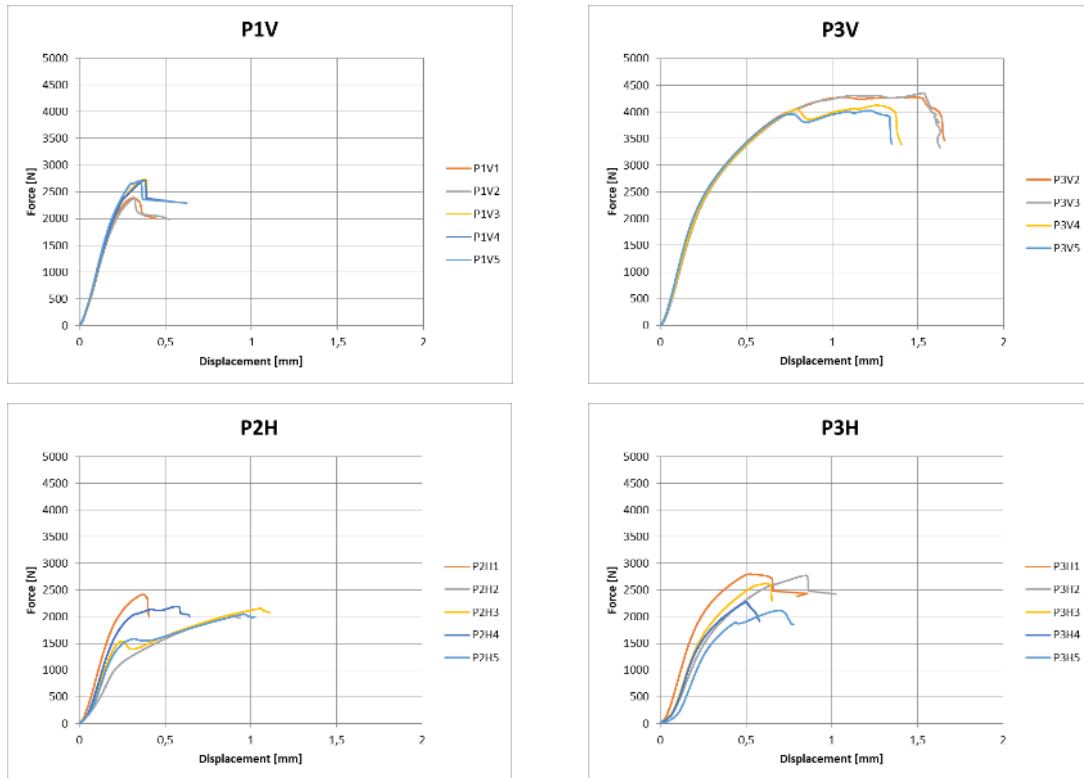 P1V
5000
4500
4000
3500
3000
2500
2000
1500
1000
500
0
Force [N]
0 0,5 1 1,5 2
Displacement [mm]
P1V1
P1V2
P1V3
P1V4
P1V5
P3V
5000
4500
4000
3500
3000
2500
2000
1500
1000
500
0
Force [N]
0 0,5 1 1,5 2
Displacement [mm]
P3V2
P3V3
P3V4
P3V5
P2H
5000
4500
4000
3500
3000
2500
2000
1500
1000
500
0
Force [N]
0 0,5 1 1,5 2
Displacement [mm]
P2H1
P2H2
P2H3
P2H4
P2H5
P3H
5000
4500
4000
3500
3000
2500
2000
1500
1000
500
0
Force [N]
0 0,5 1 1,5 2
Displacement [mm]
P3H1
P3H2
P3H3
P3H4
P3H5